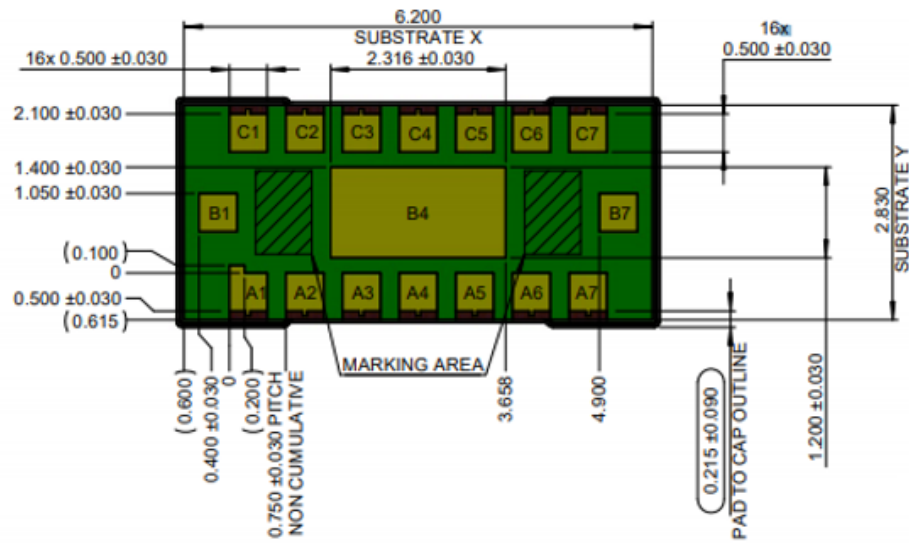 6.200
SUBSTRATE X
16x 0.500 ±0.030
2.316 ±0.030
16x
0.500 ±0.030
2.100 ±0.030
C1 C2 C3 C4 C5 C6 C7
1.400 ±0.030
1.050 ±0.030
B1 B4 B7
2.830
SUBSTRATE Y
(0.100)
0
A1 A2 A3 A4 A5 A6 A7
0.500 ±0.030
(0.615)
MARKING AREA
(0.600)
0.400 ±0.030
0
(0.200)
0.750 ±0.030 PITCH
NON CUMULATIVE
3.658
4.900
0.215 ±0.090
PAD TO CAP OUTLINE
1.200 ±0.030